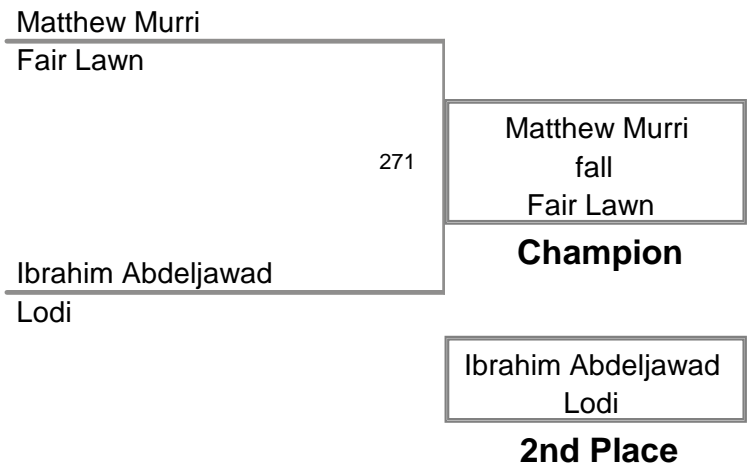 Matthew Murri
Fair Lawn
271
Matthew Murri
fall
Fair Lawn
Champion
Ibrahim Abdeljawad
Lodi
Ibrahim Abdeljawad
Lodi
2nd Place